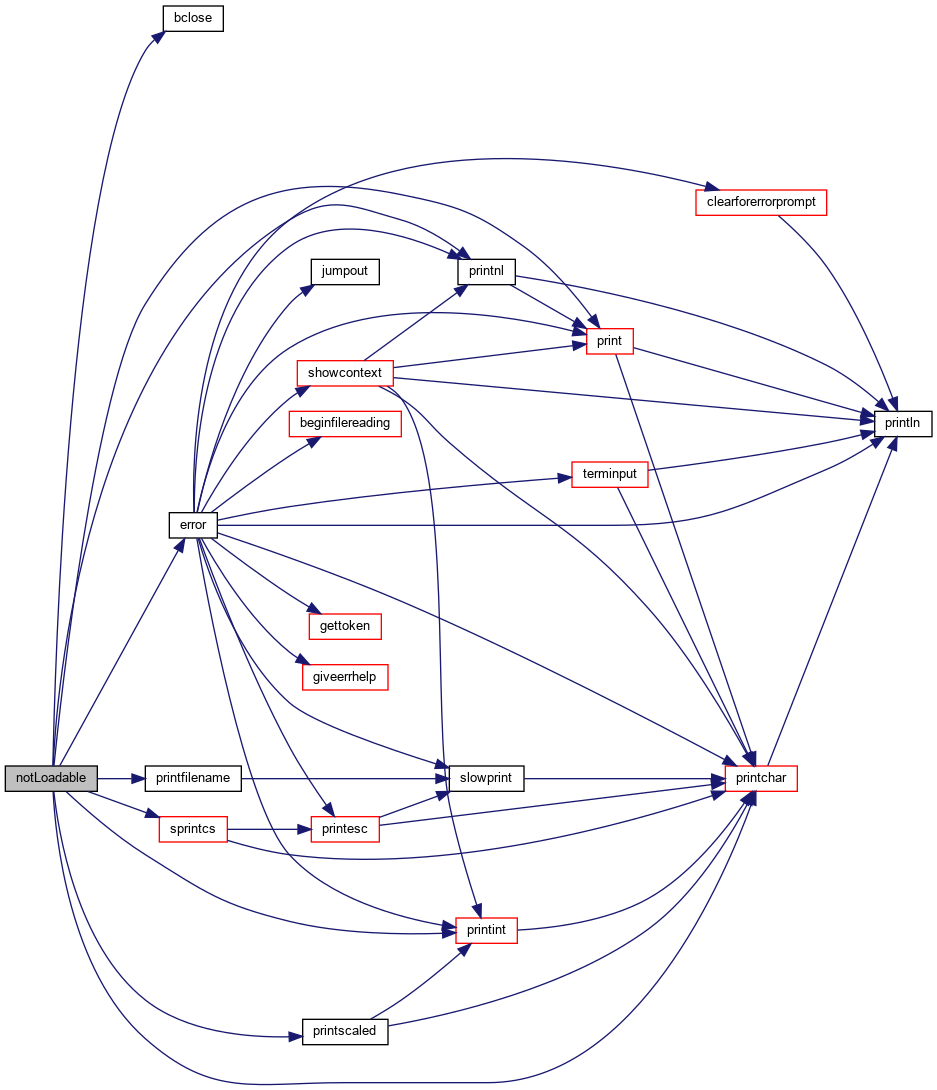 bclose
clearforerrorprompt
jumpout
printnl
print
showcontext
beginfilereading
println
terminput
error
gettoken
giveerrhelp
notLoadable
printfilename
slowprint
printchar
sprintcs
printesc
printint
printscaled